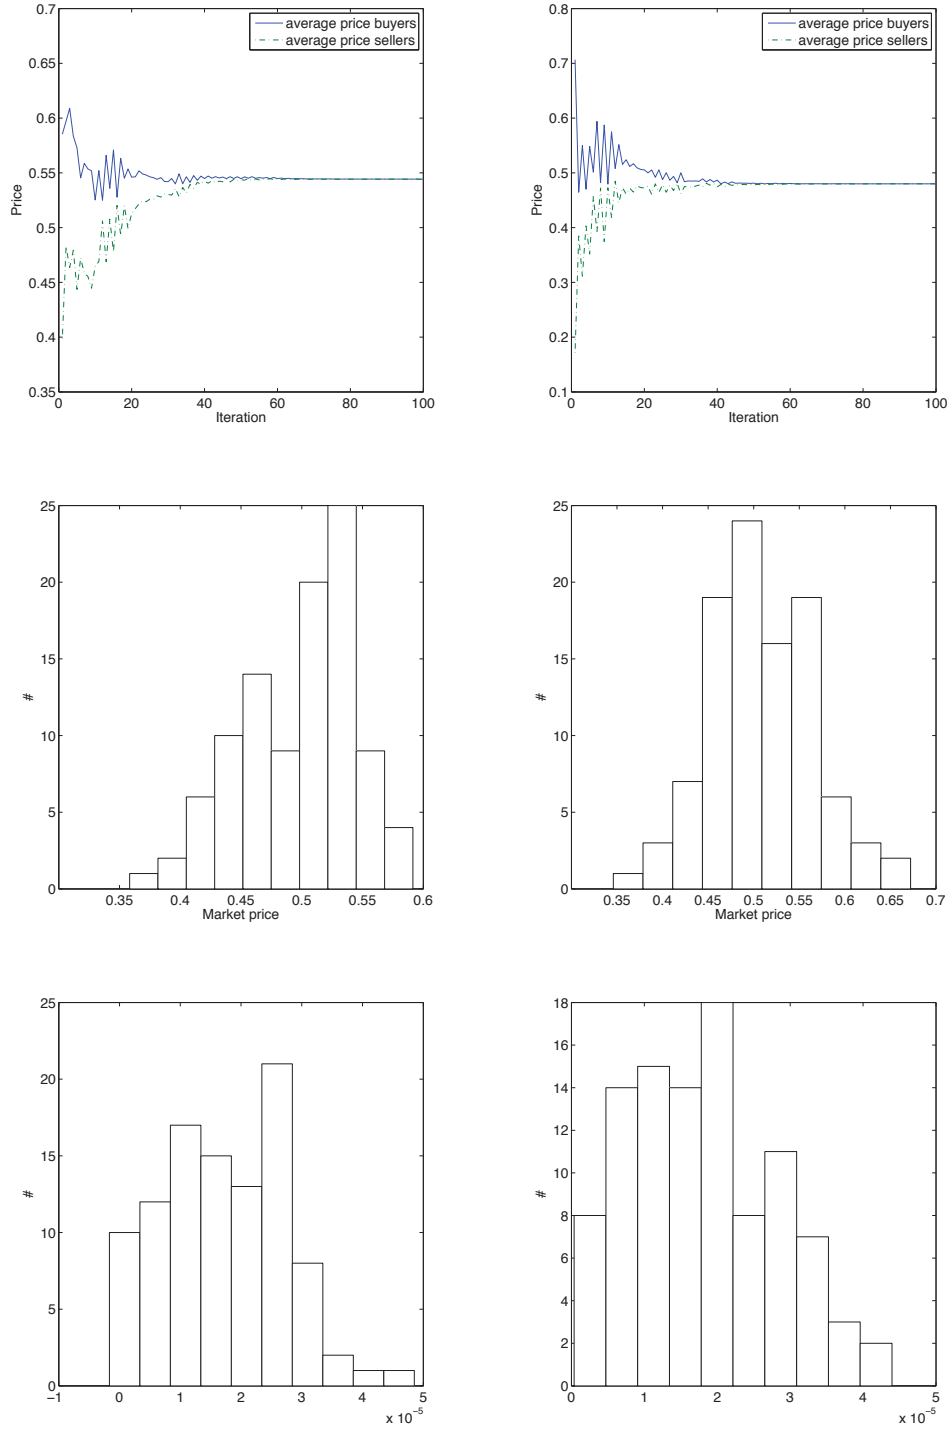 0.7
0.65
0.6
0.55
0.5
0.45
0.4
0.35
Price
average price buyers
average price sellers
0 20 40 60 80 100
Iteration
0.8
0.7
0.6
0.5
0.4
0.3
0.2
0.1
Price
average price buyers
average price sellers
0 20 40 60 80 100
Iteration
25
20
15
10
5
0
#
0.35 0.4 0.45 0.5 0.55 0.6
Market price
25
20
15
10
5
0
#
0.35 0.4 0.45 0.5 0.55 0.6 0.65 0.7
Market price
25
20
15
10
5
0
#
−1 0 1 2 3 4 5
x 10⁻⁵
18
16
14
12
10
8
6
4
2
0
#
0 1 2 3 4 5
x 10⁻⁵